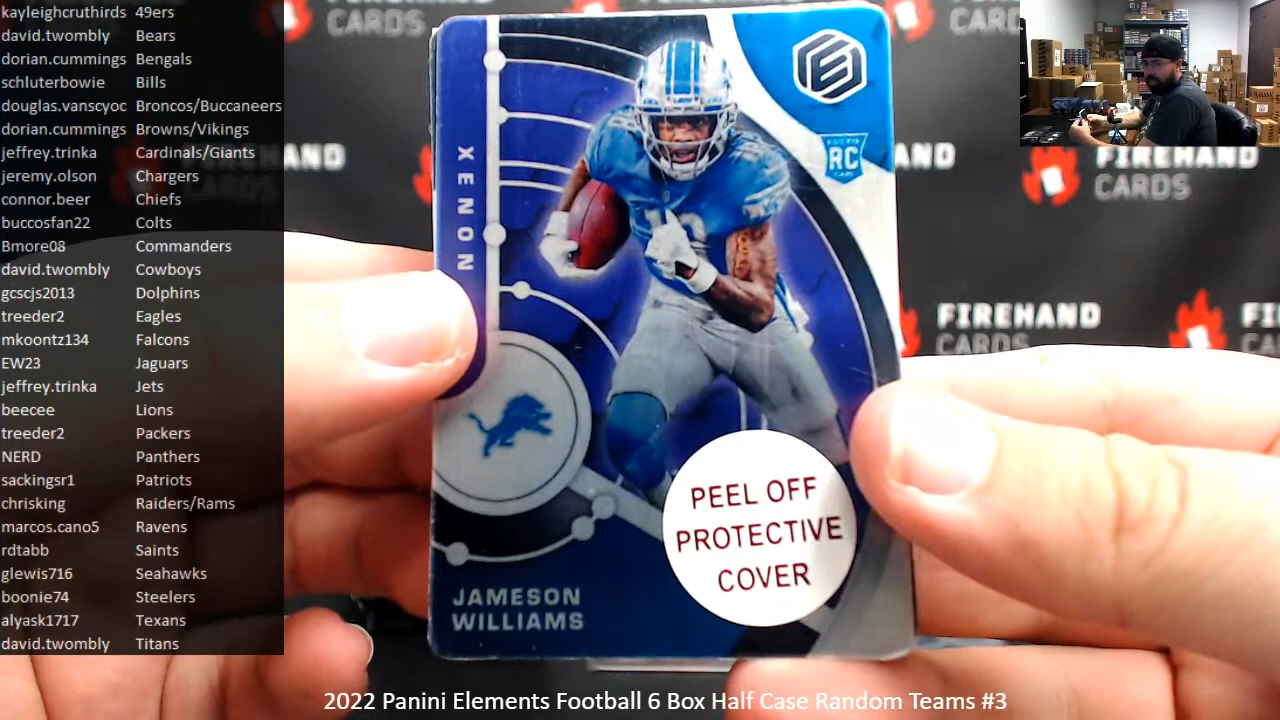 kayleighcruthirds 49ers
david.twombly Bears
dorian.cummings Bengals
schluterbowie Bills
douglas.vanscyoc Broncos/Buccaneers
dorian.cummings Browns/Vikings
jeffrey.trinka Cardinals/Giants
jeremy.olson Chargers
connor.beer Chiefs
buccosfan22 Colts
Bmore08 Commanders
david.twombly Cowboys
gcscjs2013 Dolphins
treeder2 Eagles
mkoontz134 Falcons
EW23 Jaguars
jeffrey.trinka Jets
beecee Lions
treeder2 Packers
NERD Panthers
sackingsr1 Patriots
chrisking Raiders/Rams
marcos.cano5 Ravens
rdtabb Saints
glewis716 Seahawks
boonie74 Steelers
alyask1717 Texans
david.twombly Titans
FIREHAND
CARDS
XENON
RC
JAMESON
WILLIAMS
PEEL OFF
PROTECTIVE
COVER
FIREHAND
CARDS
FIREHAND
CARDS
2022 Panini Elements Football 6 Box Half Case Random Teams #3